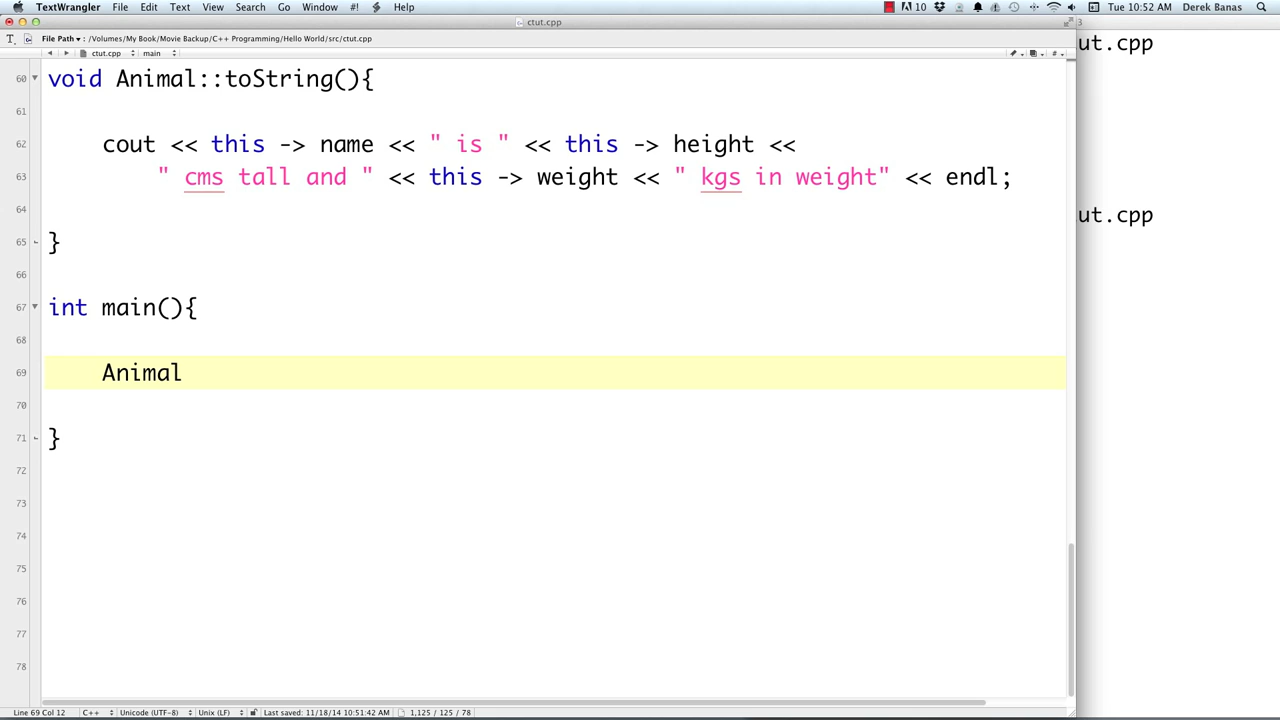 TextWrangler File Edit Text View Search Go Window #! Help 10 Tue 10:52 AM Derek Banas
ctut.cpp
File Path ▾ : /Volumes/My Book/Movie Backup/C++ Programming/Hello World/src/ctut.cpp
ctut.cpp main
60 void Animal::toString(){
61
62 cout << this -> name << " is " << this -> height <<
63 " cms tall and " << this -> weight << " kgs in weight" << endl;
64
65 }
66
67 int main(){
68
69 Animal
70
71 }
72
73
74
75
76
77
78
Line 69 Col 12 C++ Unicode (UTF-8) Unix (LF) Last saved: 11/18/14 10:51:42 AM 1,125 / 125 / 78
3
ut.cpp
tut.cpp